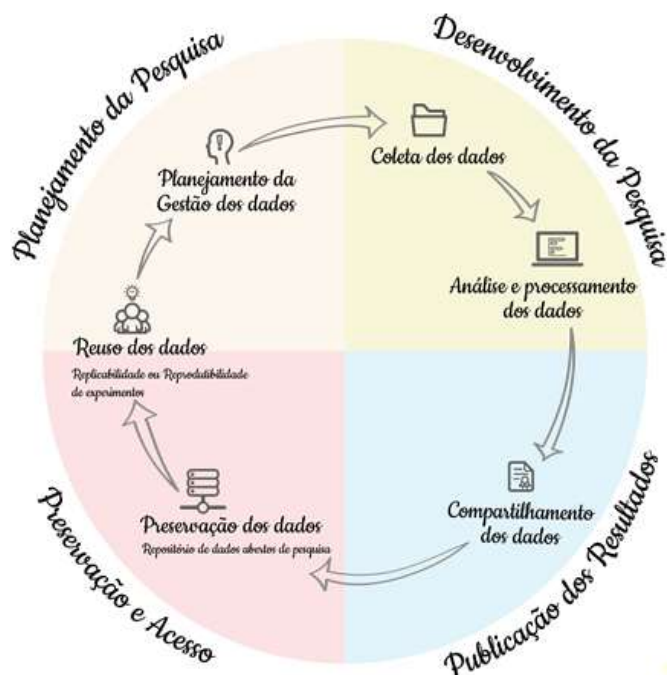 Planejamento da Pesquisa
Desenvolvimento da Pesquisa
Planejamento da
Gestão dos dados
Coleta dos dados
Análise e processamento
dos dados
Reuso dos dados
Replicabilidade ou Reprodutibilidade
de experimentos
Compartilhamento
dos dados
Preservação dos dados
Repositório de dados abertos de pesquisa
Preservação e Acesso
Publicação dos Resultados